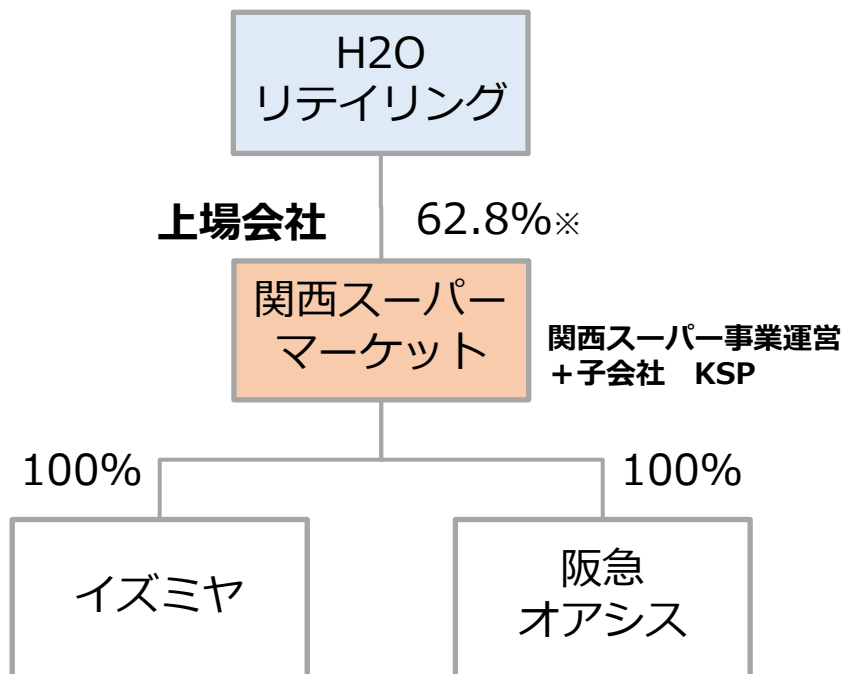 H2O
リテイリング
上場会社
62.8%※
関西スーパー
マーケット
関西スーパー事業運営
+子会社　KSP
100%
100%
イズミヤ
阪急
オアシス